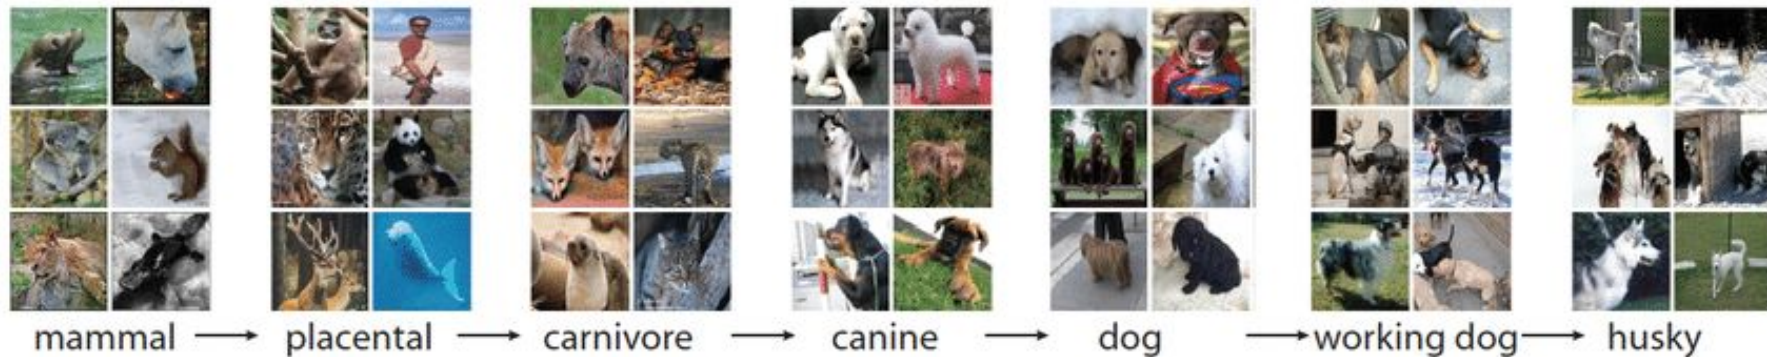 mammal → placental → carnivore → canine → dog → working dog → husky